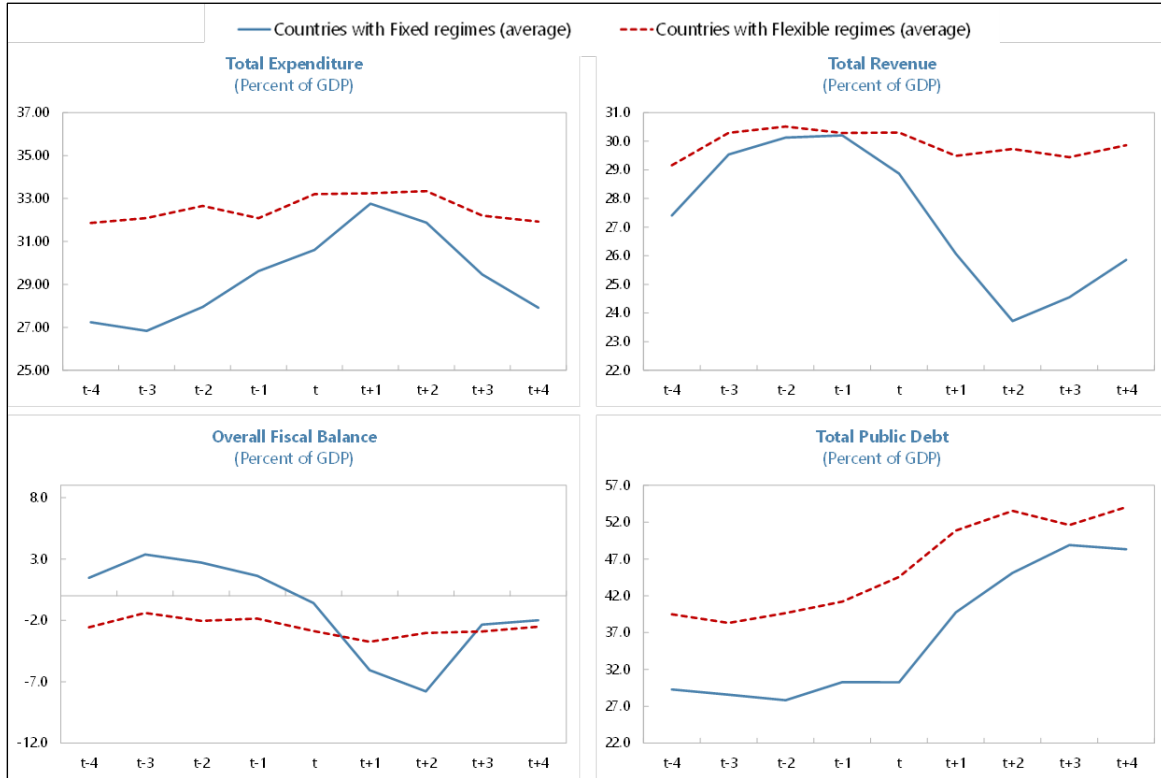 Countries with Fixed regimes (average) Countries with Flexible regimes (average)
Total Expenditure
(Percent of GDP)
37.00
35.00
33.00
31.00
29.00
27.00
25.00
t-4 t-3 t-2 t-1 t t+1 t+2 t+3 t+4
Total Revenue
(Percent of GDP)
31.0
30.0
29.0
28.0
27.0
26.0
25.0
24.0
23.0
22.0
t-4 t-3 t-2 t-1 t t+1 t+2 t+3 t+4
Overall Fiscal Balance
(Percent of GDP)
8.0
3.0
-2.0
-7.0
-12.0
t-4 t-3 t-2 t-1 t t+1 t+2 t+3 t+4
Total Public Debt
(Percent of GDP)
57.0
52.0
47.0
42.0
37.0
32.0
27.0
22.0
t-4 t-3 t-2 t-1 t t+1 t+2 t+3 t+4